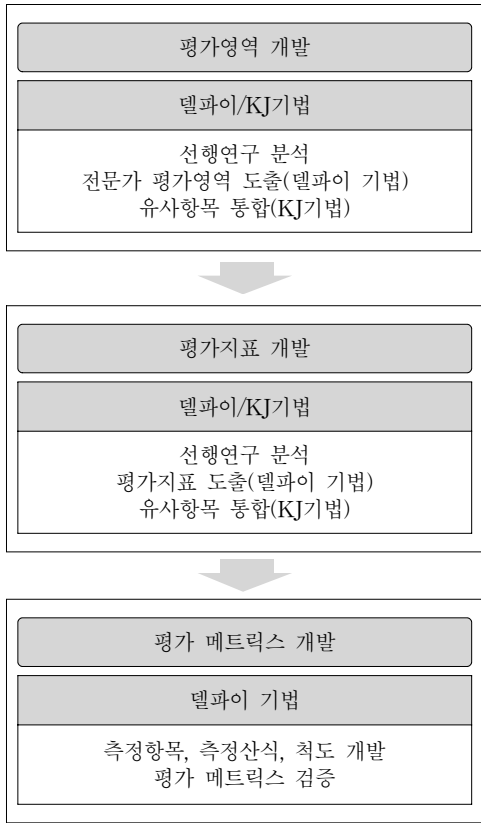 평가영역 개발
델파이/KJ기법
선행연구 분석
전문가 평가영역 도출(델파이 기법)
유사항목 통합(KJ기법)
평가지표 개발
델파이/KJ기법
선행연구 분석
평가지표 도출(델파이 기법)
유사항목 통합(KJ기법)
평가 메트릭스 개발
델파이 기법
측정항목, 측정산식, 척도 개발
평가 메트릭스 검증